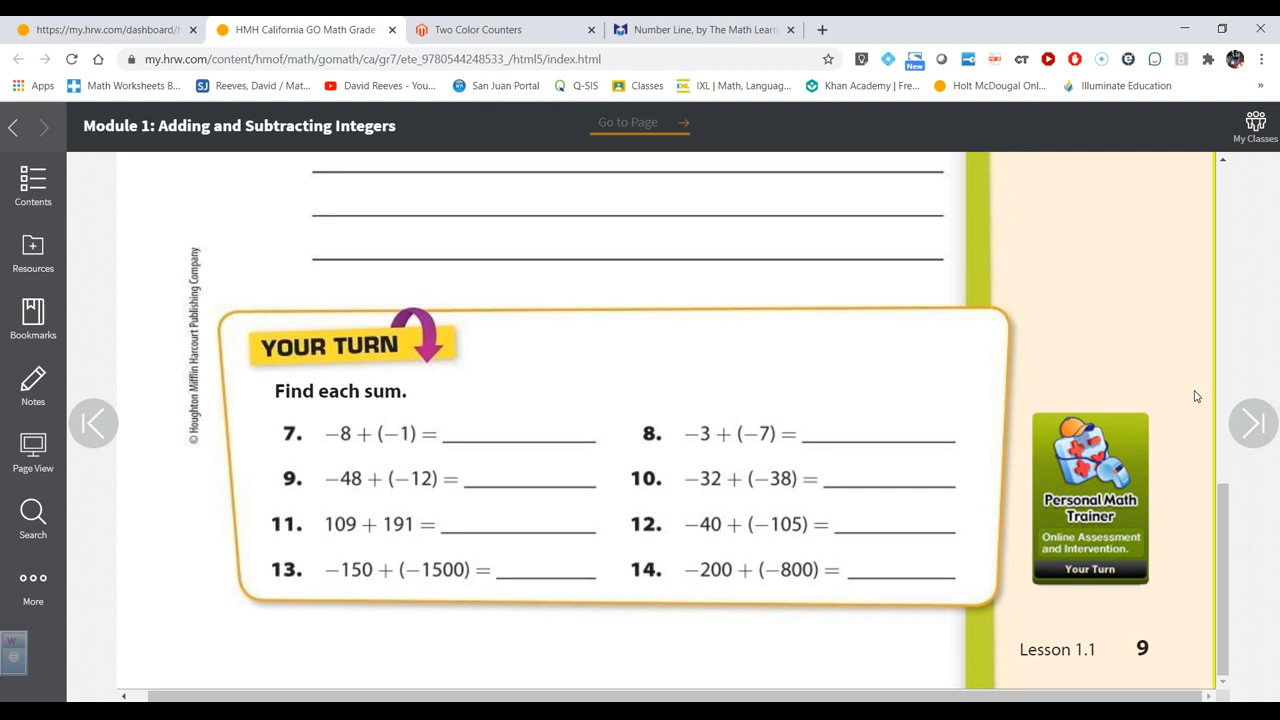 https://my.hrw.com/dashboard/
HMH California GO Math Grade
Two Color Counters
Number Line, by The Math Lear
my.hrw.com/content/hmof/math/gomath/ca/gr7/ete_9780544248533_/html5/index.html
New
Apps
Math Worksheets B...
Reeves, David / Mat...
David Reeves - You...
San Juan Portal
Q-SIS
Classes
IXL | Math, Languag...
Khan Academy | Fre...
Holt McDougal Onl...
Illuminate Education
»
Module 1: Adding and Subtracting Integers
Go to Page
My Classes
Contents
Resources
Bookmarks
Notes
Page View
Search
More
© Houghton Mifflin Harcourt Publishing Company
YOUR TURN
Find each sum.
7. −8 + (−1) = 
8. −3 + (−7) = 
9. −48 + (−12) = 
10. −32 + (−38) = 
11. 109 + 191 = 
12. −40 + (−105) = 
13. −150 + (−1500) = 
14. −200 + (−800) = 
Personal Math
Trainer
Online Assessment
and Intervention.
Your Turn
Lesson 1.1 9